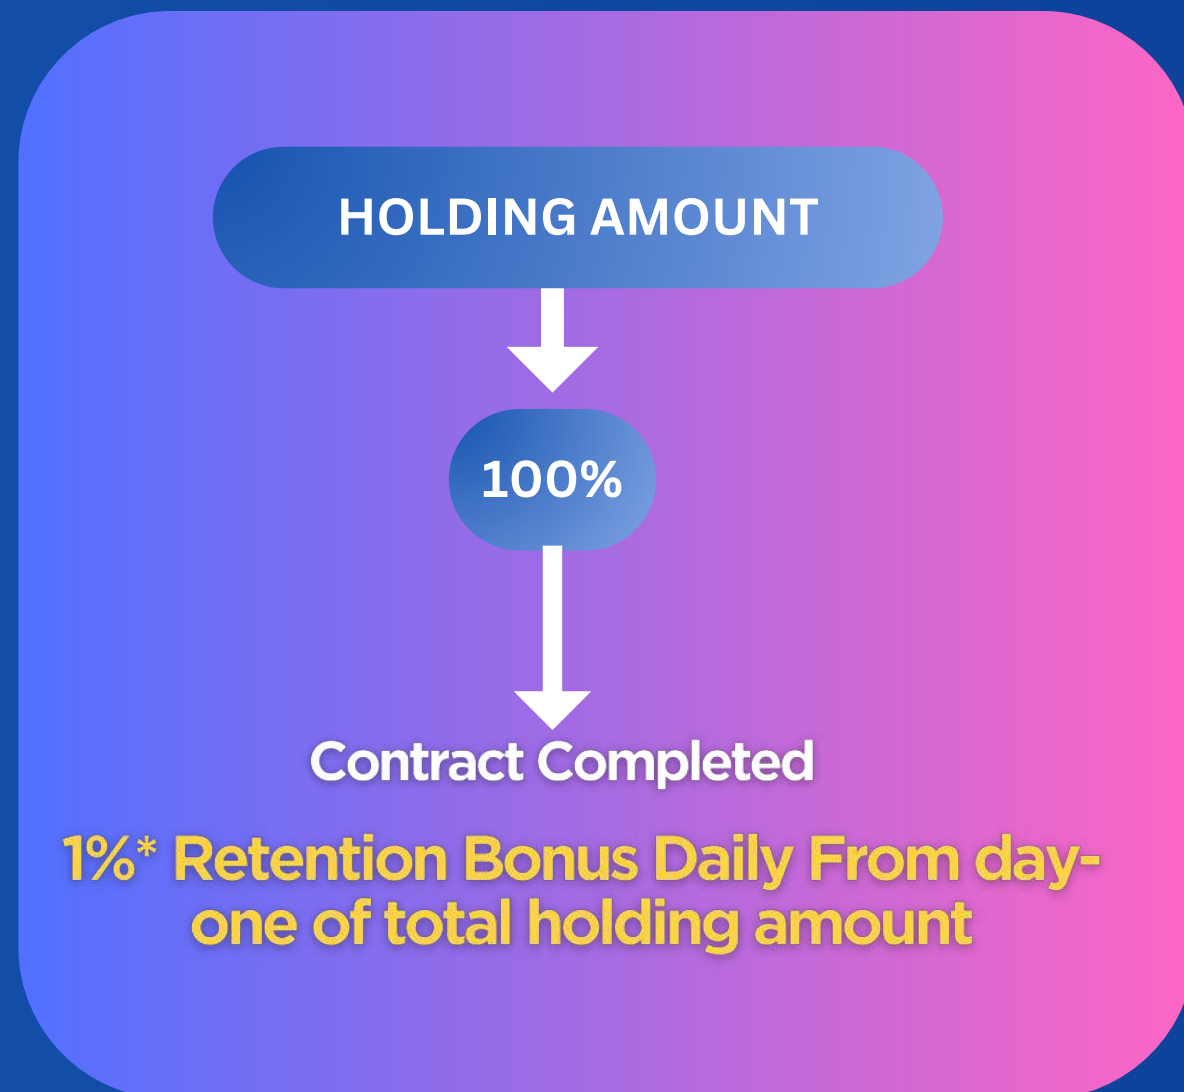 HOLDING AMOUNT
100%
Contract Completed
1%* Retention Bonus Daily From day-
one of total holding amount